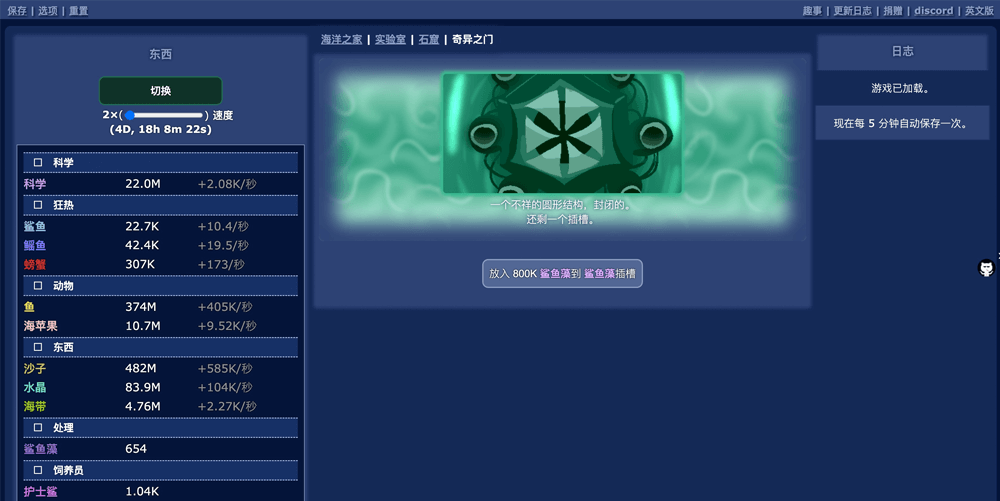 保存 | 选项 | 重置
趣事 | 更新日志 | 捐赠 | discord | 英文版
东西
切换
2×( ) 速度
(4D, 18h 8m 22s)
科学
科学 22.0M +2.08K/秒
狂热
鲨鱼 22.7K +10.4/秒
鳐鱼 42.4K +19.5/秒
螃蟹 307K +173/秒
动物
鱼 374M +405K/秒
海苹果 10.7M +9.52K/秒
东西
沙子 482M +585K/秒
水晶 83.9M +104K/秒
海带 4.76M +2.27K/秒
处理
鲨鱼藻 654
饲养员
护士鲨 1.04K
海洋之家 | 实验室 | 石窟 | 奇异之门
一个不祥的圆形结构，封闭的。
还剩一个插槽。
放入 800K 鲨鱼藻到 鲨鱼藻插槽
日志
游戏已加载。
现在每 5 分钟自动保存一次。